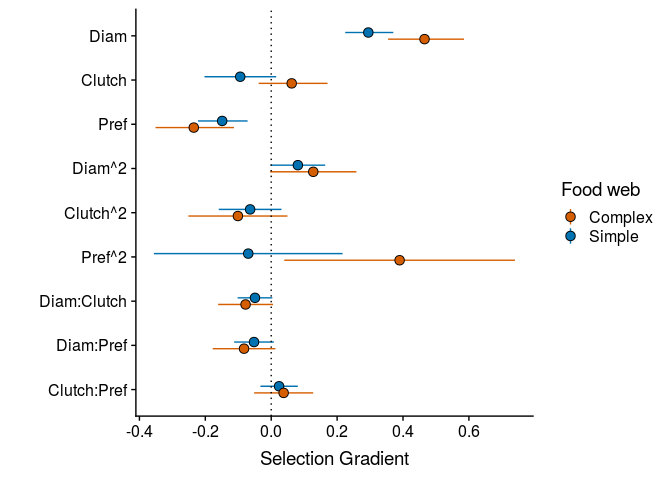 Diam
Clutch
Pref
Diam^2
Clutch^2
Pref^2
Diam:Clutch
Diam:Pref
Clutch:Pref
-0.4 -0.2 0.0 0.2 0.4 0.6
Selection Gradient
Food web
Complex
Simple